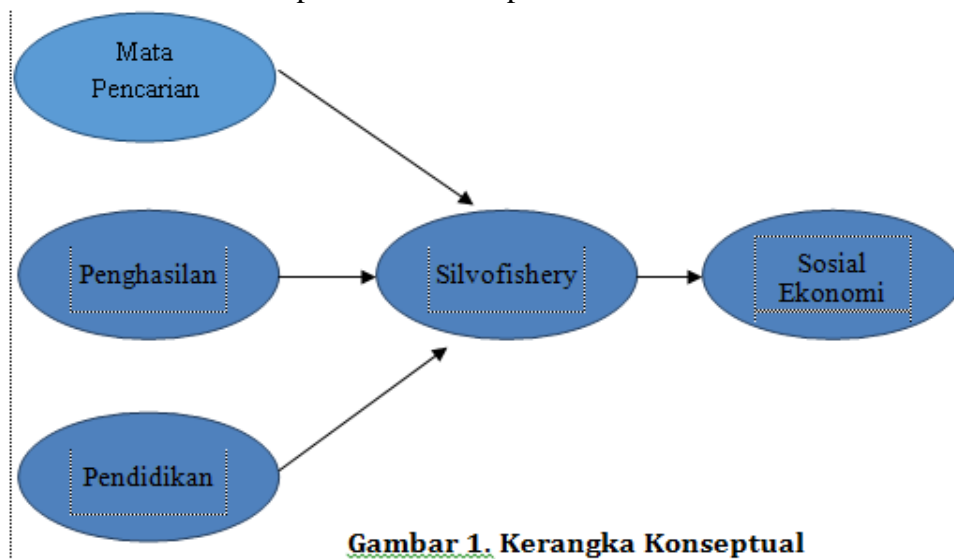 Mata
Pencarian
Penghasilan
Silvofishery
Sosial
Ekonomi
Pendidikan
Gambar 1. Kerangka Konseptual